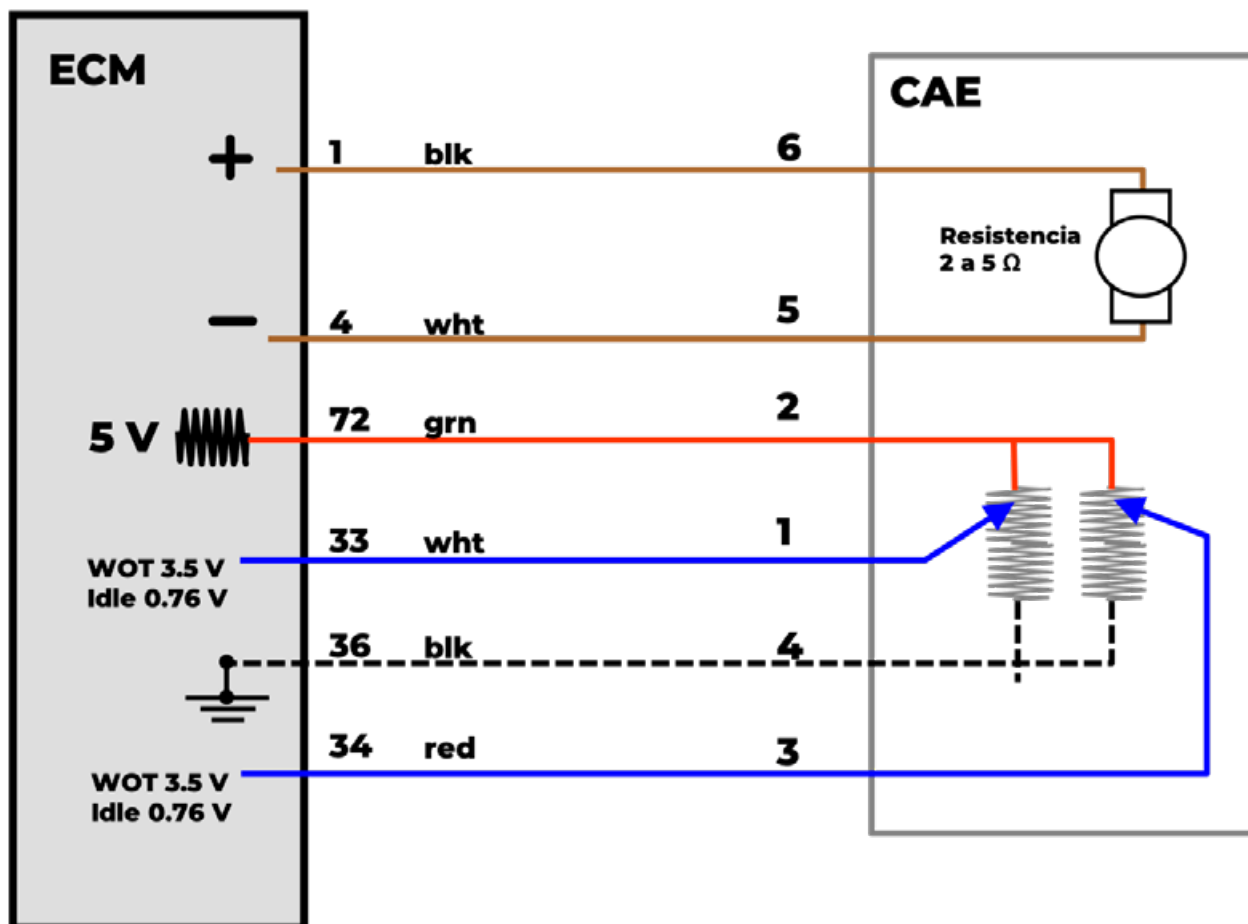 ECM
CAE
+ 1 blk 6
Resistencia
2 a 5 Ω
− 4 wht 5
5 V 72 grn 2
33 wht 1
WOT 3.5 V
Idle 0.76 V
36 blk 4
34 red 3
WOT 3.5 V
Idle 0.76 V